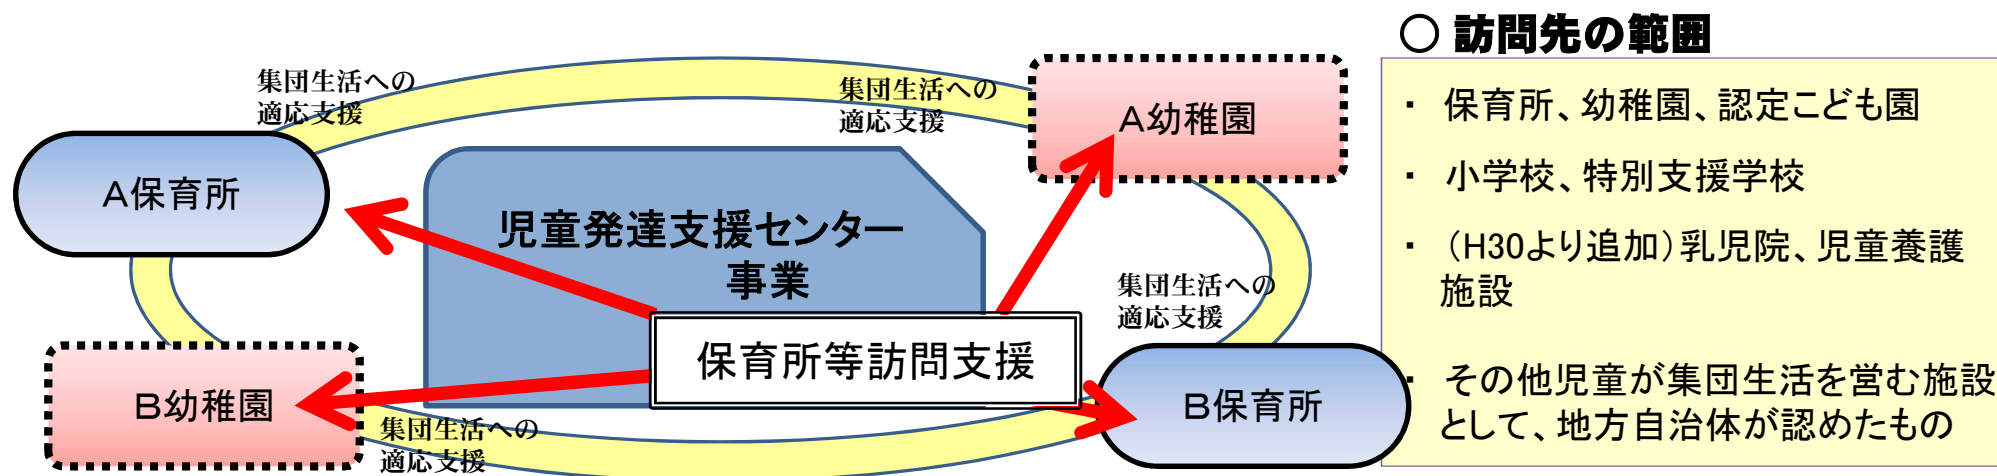 集団生活への
適応支援
集団生活への
適応支援
A幼稚園
A保育所
児童発達支援センター
事業
集団生活への
適応支援
保育所等訪問支援
B幼稚園
B保育所
集団生活への
適応支援
○ 訪問先の範囲
・ 保育所、幼稚園、認定こども園
・ 小学校、特別支援学校
・ (H30より追加)乳児院、児童養護
施設
・ その他児童が集団生活を営む施設
として、地方自治体が認めたもの